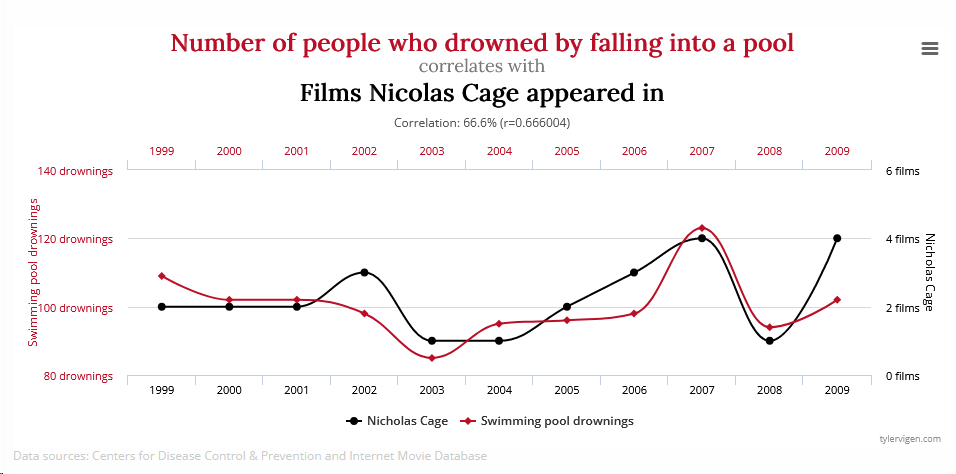 Number of people who drowned by falling into a pool
correlates with
Films Nicolas Cage appeared in
Correlation: 66.6% (r=0.666004)
1999 2000 2001 2002 2003 2004 2005 2006 2007 2008 2009
140 drownings 6 films
120 drownings 4 films
100 drownings 2 films
80 drownings 0 films
Swimming pool drownings
Nicholas Cage
1999 2000 2001 2002 2003 2004 2005 2006 2007 2008 2009
Nicholas Cage Swimming pool drownings
tylervigen.com
Data sources: Centers for Disease Control & Prevention and Internet Movie Database